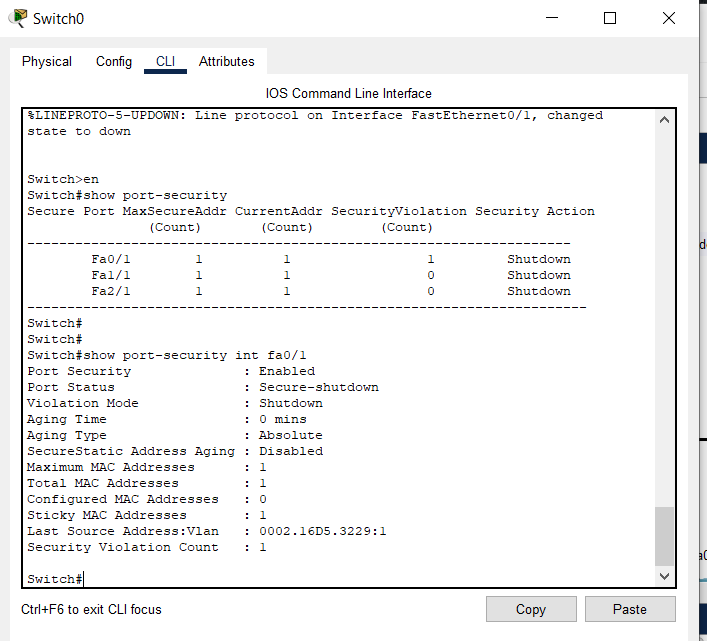 Switch0
Physical Config CLI Attributes
IOS Command Line Interface
%LINEPROTO-5-UPDOWN: Line protocol on Interface FastEthernet0/1, changed
state to down
Switch>en
Switch#show port-security
Secure Port MaxSecureAddr CurrentAddr SecurityViolation Security Action
(Count) (Count) (Count)
--------------------------------------------------------------------
Fa0/1 1 1 1 Shutdown
Fa1/1 1 1 0 Shutdown
Fa2/1 1 1 0 Shutdown
----------------------------------------------------------------------
Switch#
Switch#
Switch#show port-security int fa0/1
Port Security : Enabled
Port Status : Secure-shutdown
Violation Mode : Shutdown
Aging Time : 0 mins
Aging Type : Absolute
SecureStatic Address Aging : Disabled
Maximum MAC Addresses : 1
Total MAC Addresses : 1
Configured MAC Addresses : 0
Sticky MAC Addresses : 1
Last Source Address:Vlan : 0002.16D5.3229:1
Security Violation Count : 1
Switch#
Ctrl+F6 to exit CLI focus
Copy
Paste